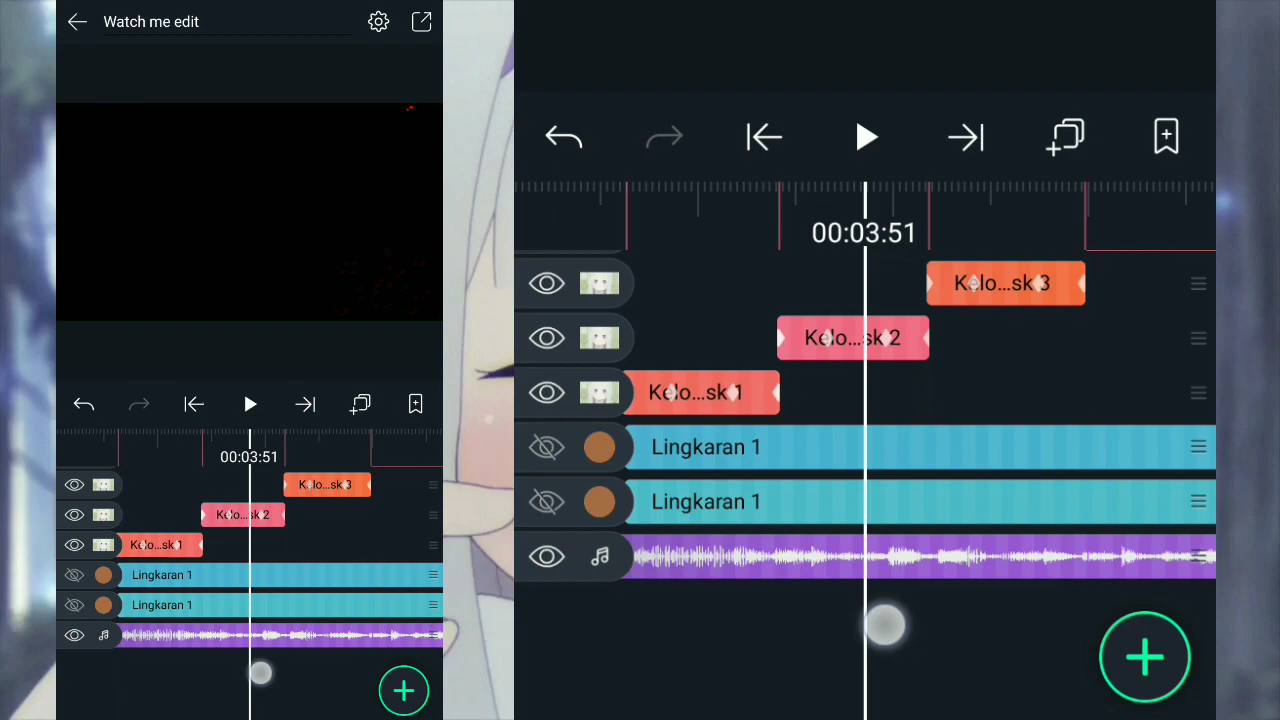 Watch me edit
00:03:51
Kelo...sk 3
Kelo...sk 2
Kelo...sk 1
Lingkaran 1
Lingkaran 1
00:03:51
Kelo...sk 3
Kelo...sk 2
Kelo...sk 1
Lingkaran 1
Lingkaran 1